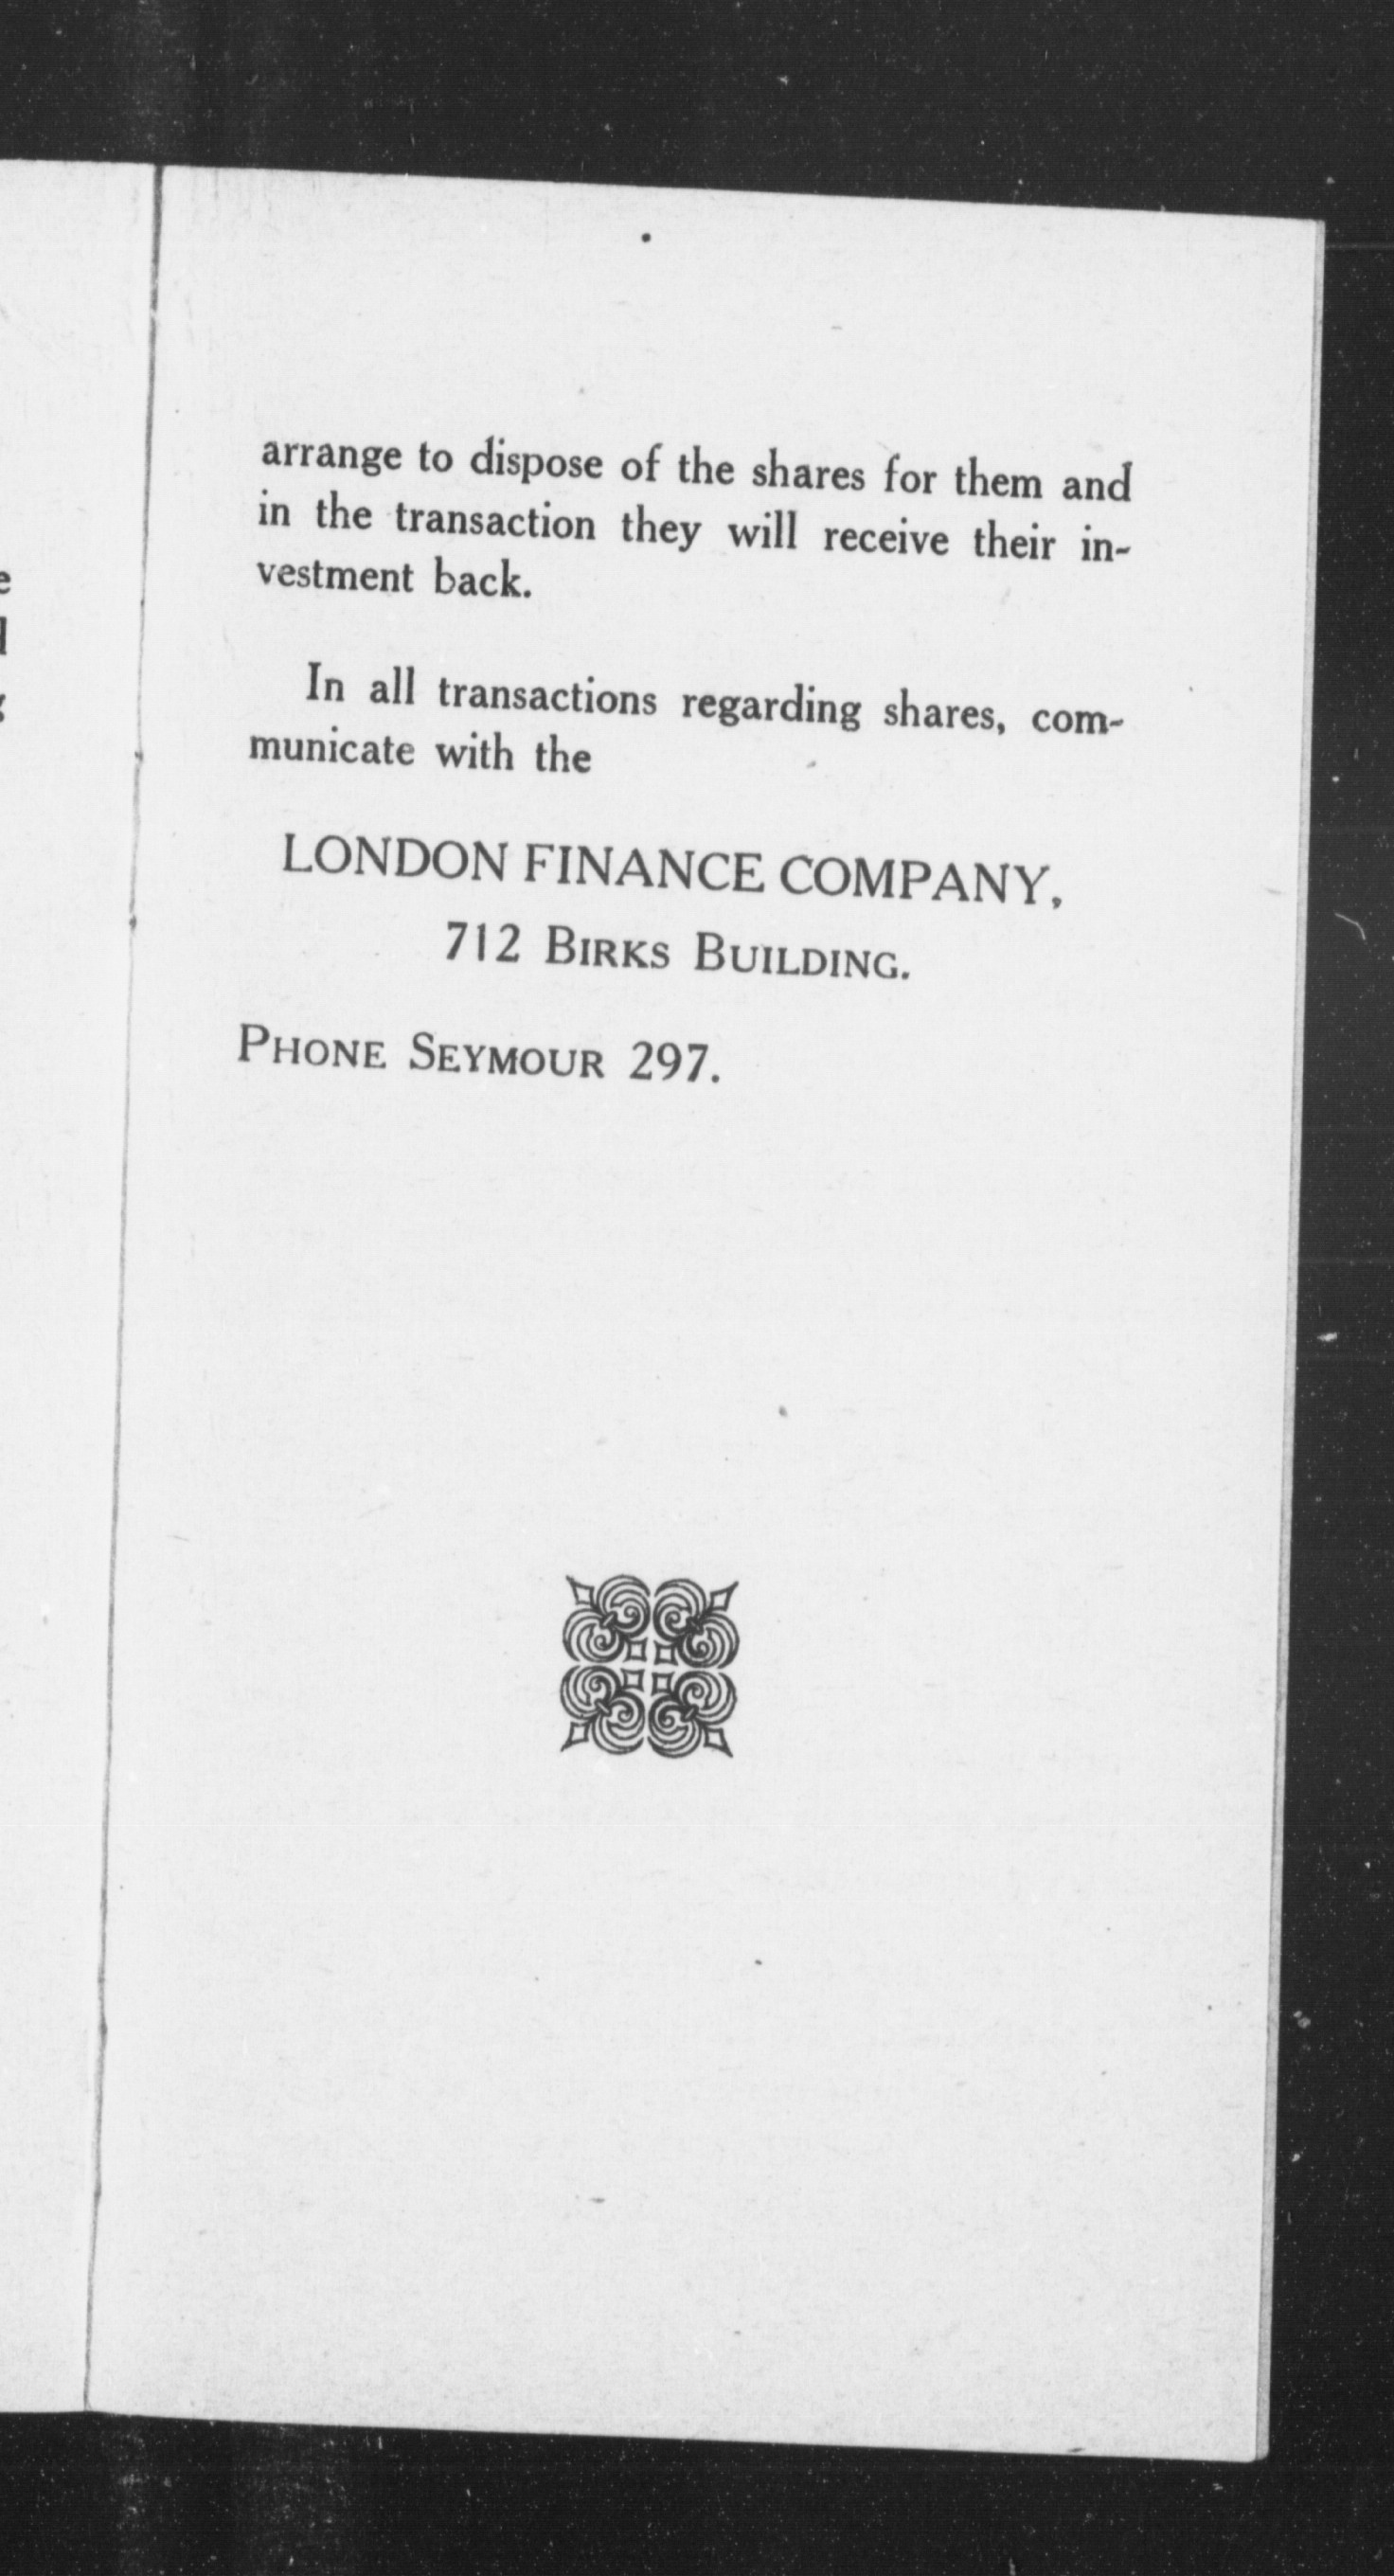 arrange to dispose of the shares for them and
in the transaction they will receive their in-
vestment back.
In all transactions regarding shares, com-
municate with the
LONDON FINANCE COMPANY,
712 BIRKS BUILDING.
PHONE SEYMOUR 297.